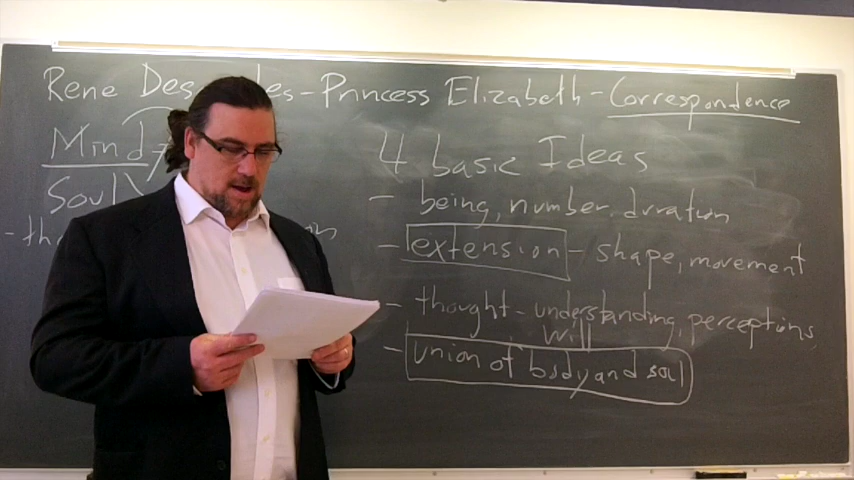 Rene Des les - Princess Elizabeth - Correspondence
Mind
Soul
4 basic Ideas
- being, number, duration
- extension - shape, movement
- thought - understanding, perceptions,
will
- union of body and soul